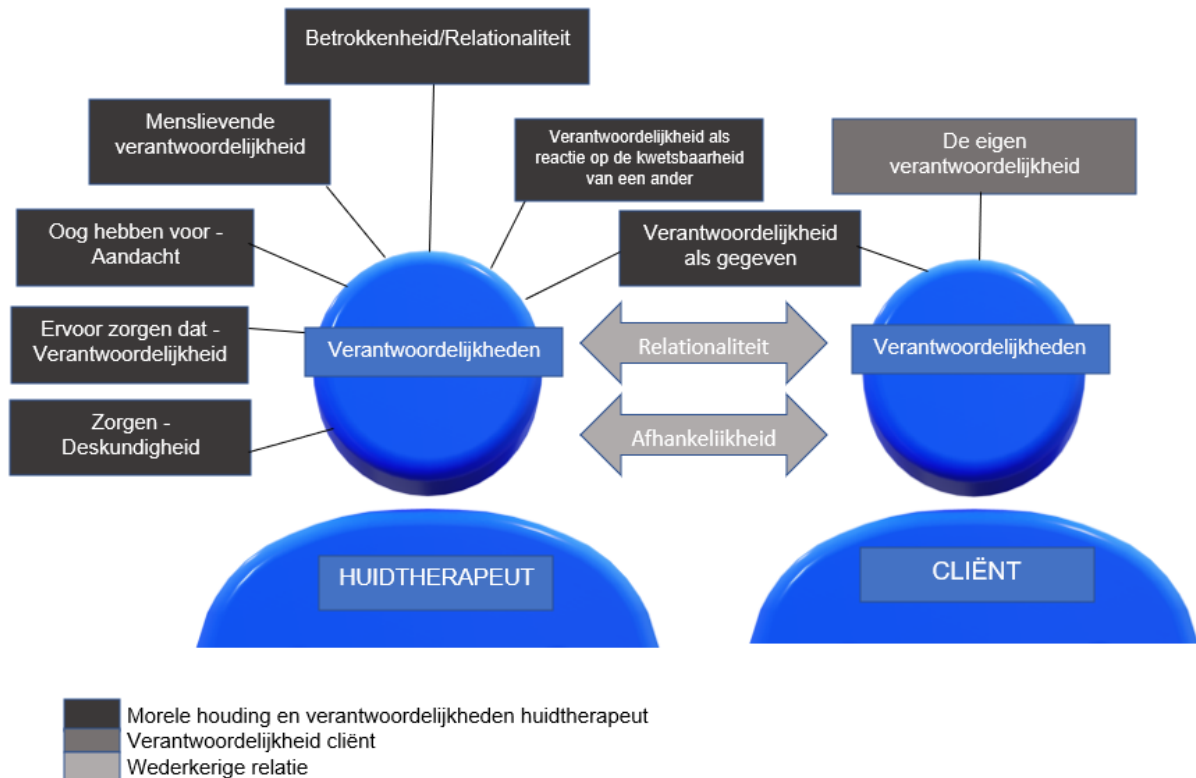 Betrokkenheid/Relationaliteit
Menslievende
verantwoordelijkheid
Verantwoordelijkheid als
reactie op de kwetsbaarheid
van een ander
De eigen
verantwoordelijkheid
Oog hebben voor -
Aandacht
Verantwoordelijkheid
als gegeven
Ervoor zorgen dat -
Verantwoordelijkheid
Verantwoordelijkheden
Relationaliteit
Verantwoordelijkheden
Zorgen -
Deskundigheid
Afhankelijkheid
HUIDTHERAPEUT
CLIËNT
Morele houding en verantwoordelijkheden huidtherapeut
Verantwoordelijkheid cliënt
Wederkerige relatie